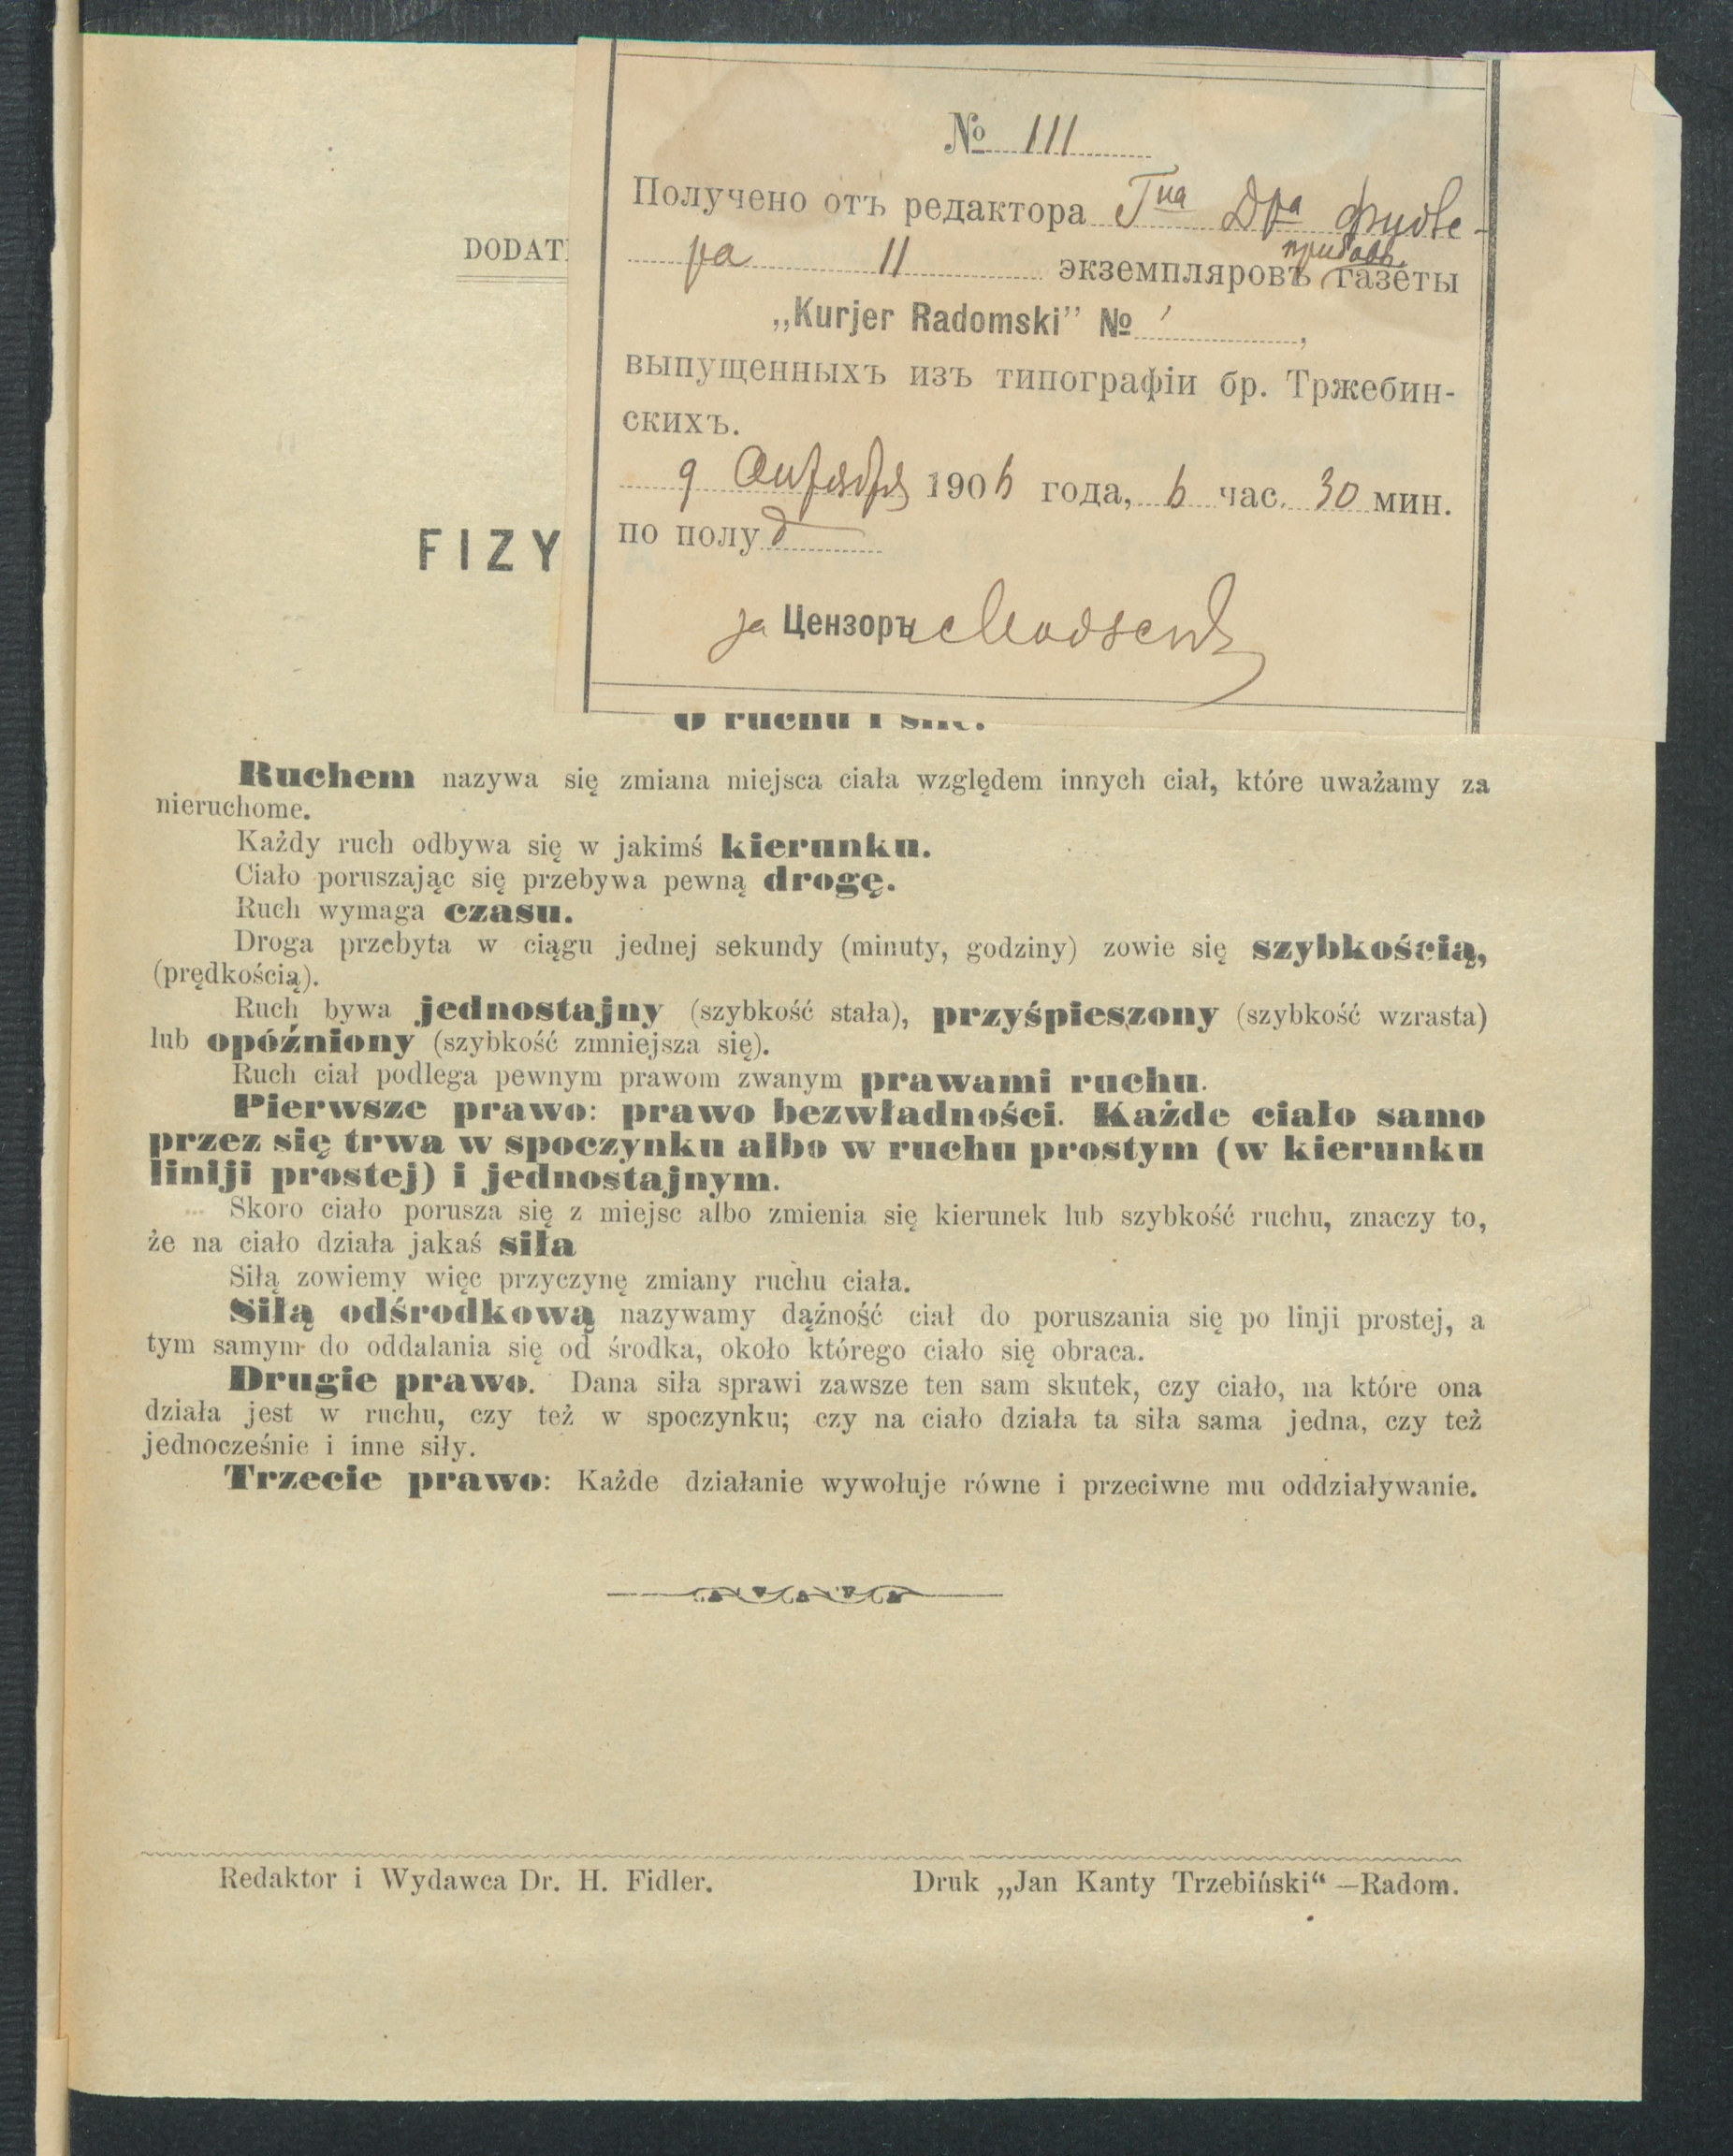 № 111
Получено отъ редактора Гна Дра Фидле-
ра 11 экземпляровъ прибавл. газеты
„Kurjer Radomski” №
выпущенныхъ изъ типографіи бр. Тржебин-
скихъ.
9 Октября 1906 года, 6 час. 30 мин.
по полуд
за Цензоръ
DODAT
FIZY
O ruchu i sile.
Ruchem nazywa się zmiana miejsca ciała względem innych ciał, które uważamy za
nieruchome.
Każdy ruch odbywa się w jakimś kierunku.
Ciało poruszając się przebywa pewną drogę.
Ruch wymaga czasu.
Droga przebyta w ciągu jednej sekundy (minuty, godziny) zowie się szybkością,
(prędkością).
Ruch bywa jednostajny (szybkość stała), przyśpieszony (szybkość wzrasta)
lub opóźniony (szybkość zmniejsza się).
Ruch ciał podlega pewnym prawom zwanym prawami ruchu.
Pierwsze prawo: prawo bezwładności. Każde ciało samo
przez się trwa w spoczynku albo w ruchu prostym (w kierunku
liniji prostej) i jednostajnym.
Skoro ciało porusza się z miejsc albo zmienia się kierunek lub szybkość ruchu, znaczy to,
że na ciało działa jakaś siła
Siłą zowiemy więc przyczynę zmiany ruchu ciała.
Siłą odśrodkową nazywamy dążność ciał do poruszania się po linji prostej, a
tym samym do oddalania się od środka, około którego ciało się obraca.
Drugie prawo. Dana siła sprawi zawsze ten sam skutek, czy ciało, na które ona
działa jest w ruchu, czy też w spoczynku; czy na ciało działa ta siła sama jedna, czy też
jednocześnie i inne siły.
Trzecie prawo: Każde działanie wywołuje równe i przeciwne mu oddziaływanie.
Redaktor i Wydawca Dr. H. Fidler.
Druk „Jan Kanty Trzebiński“ —Radom.